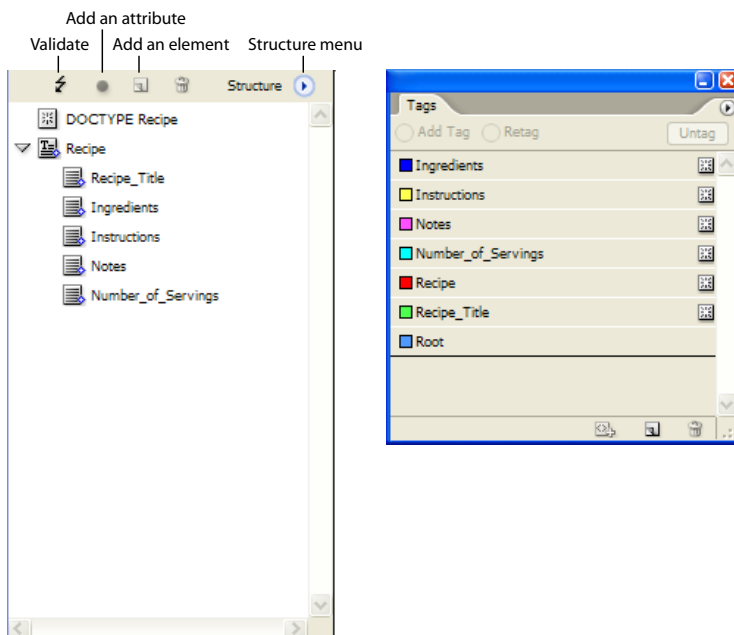 Add an attribute
Validate
Add an element
Structure menu
Structure
DOCTYPE Recipe
Recipe
Recipe_Title
Ingredients
Instructions
Notes
Number_of_Servings
Tags
Add Tag
Retag
Untag
Ingredients
Instructions
Notes
Number_of_Servings
Recipe
Recipe_Title
Root